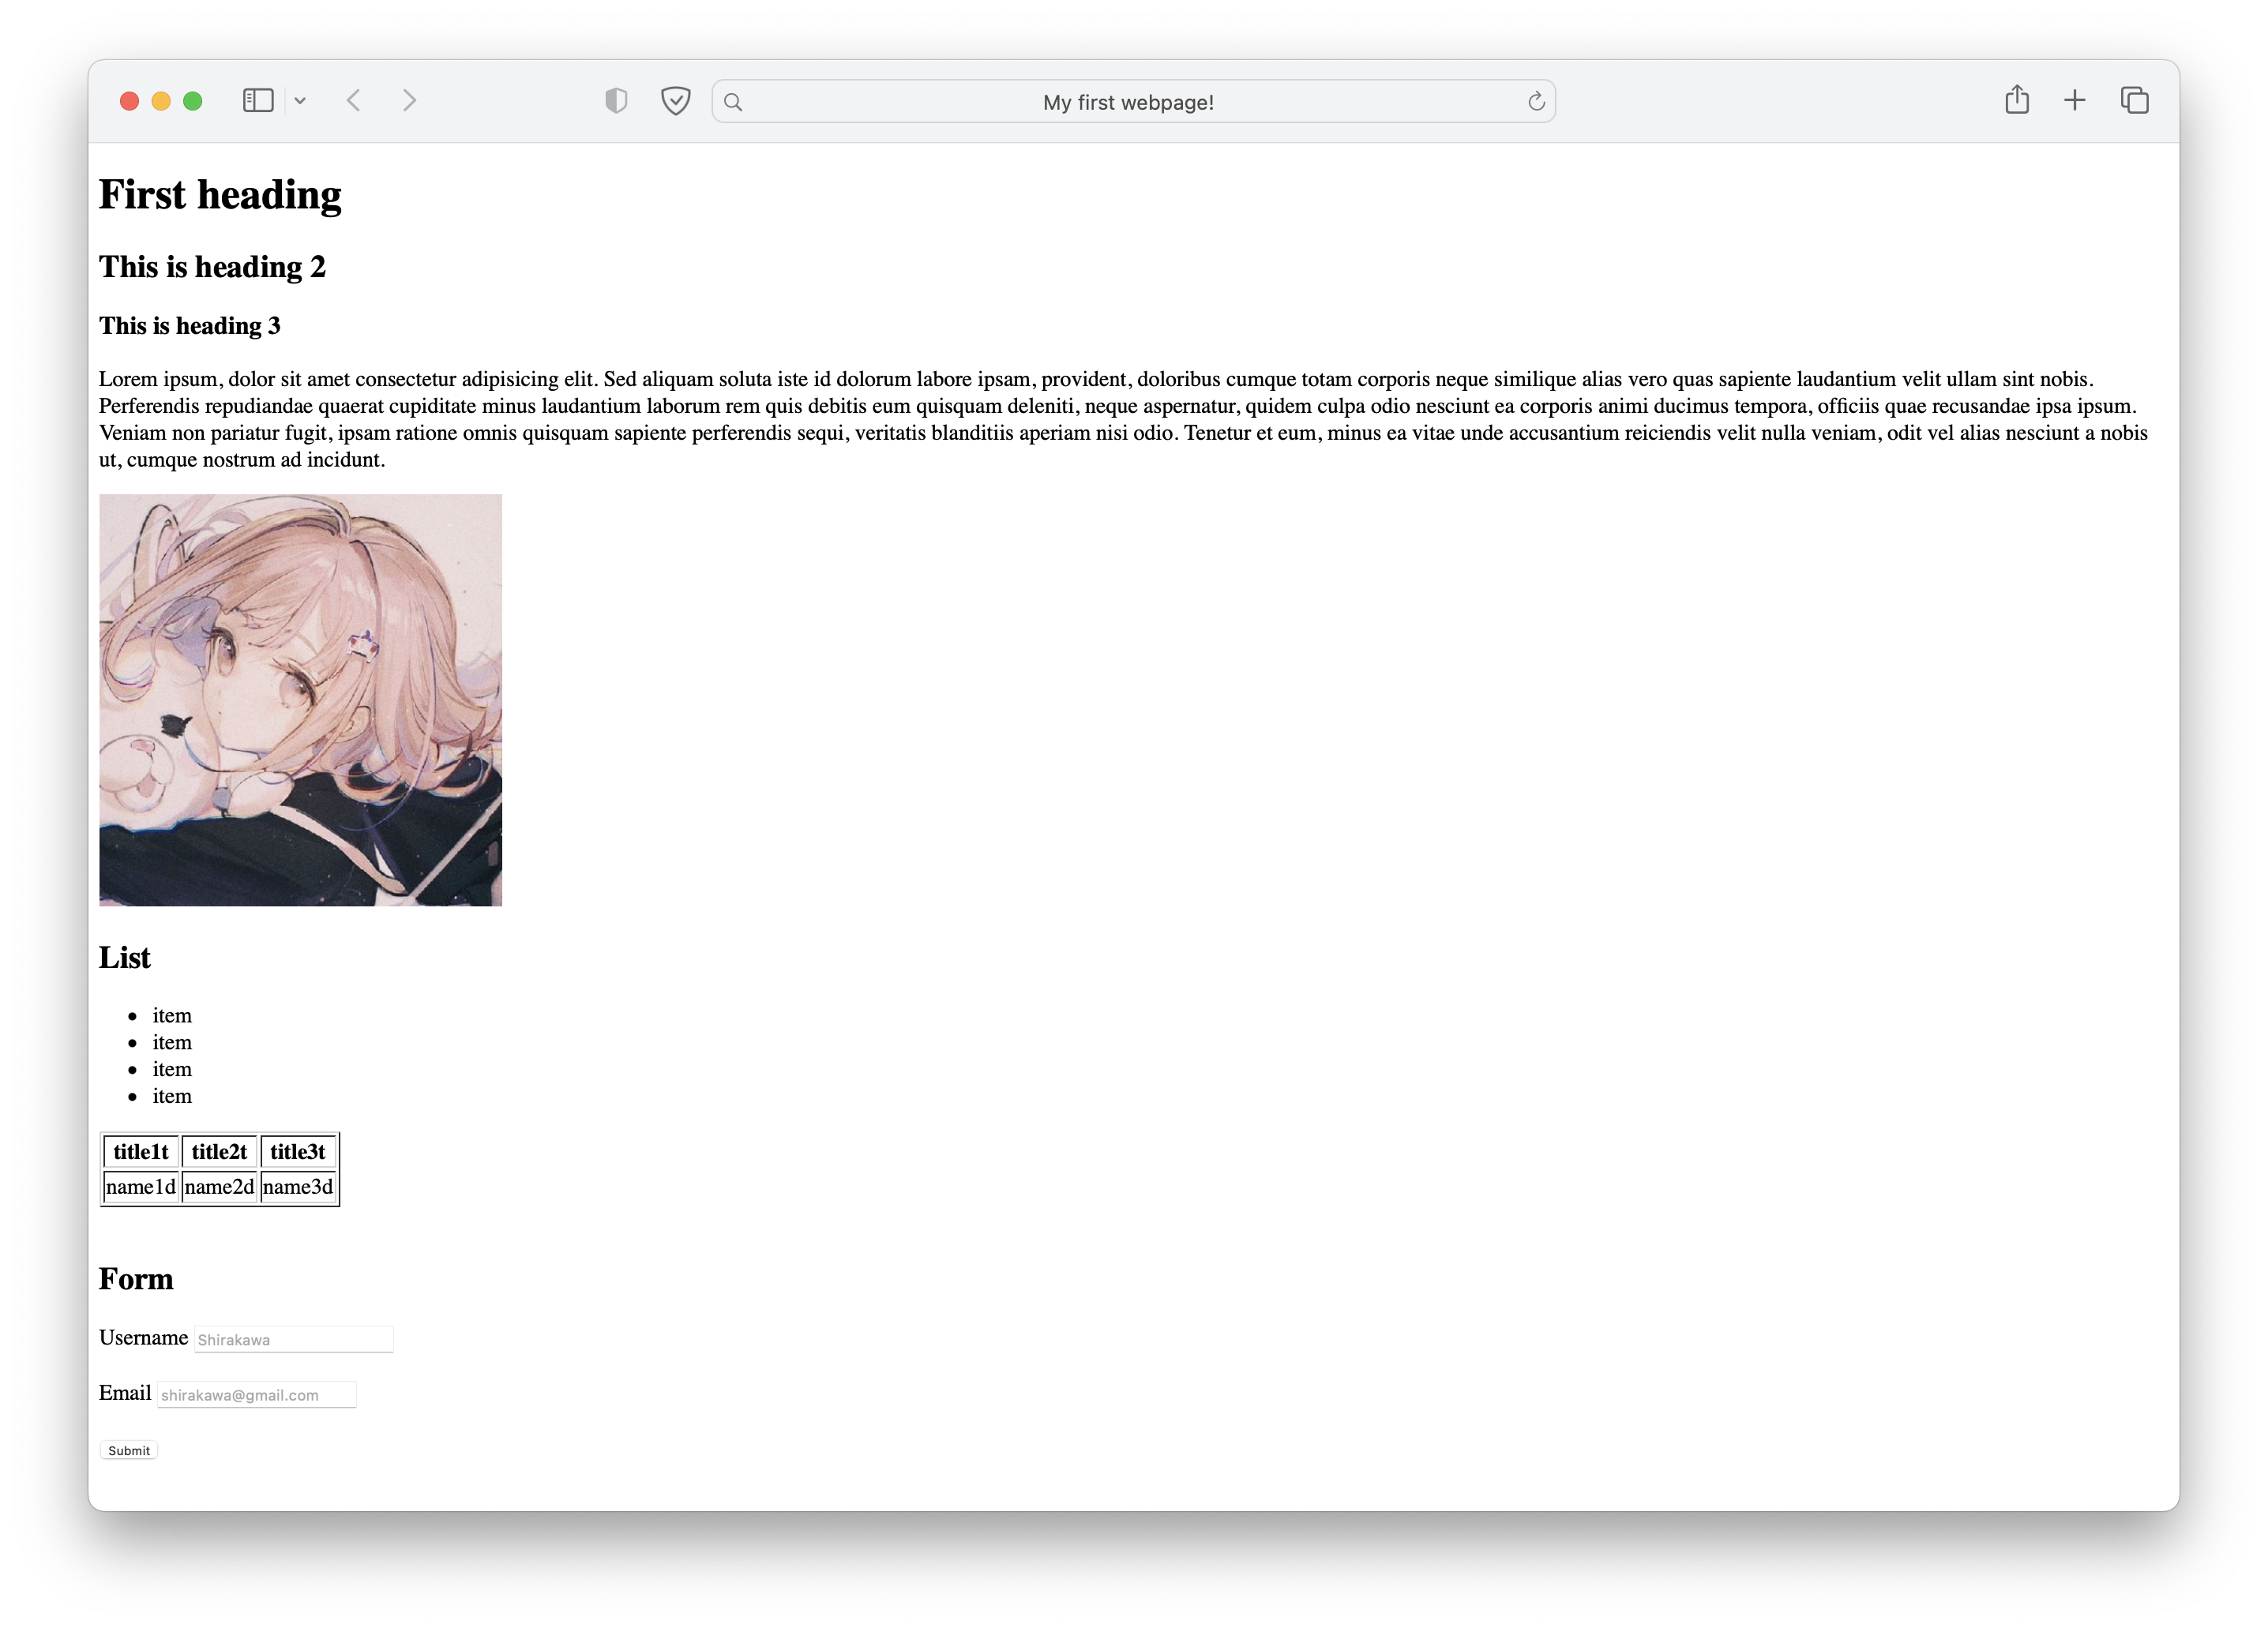 My first webpage!
First heading
This is heading 2
This is heading 3
Lorem ipsum, dolor sit amet consectetur adipisicing elit. Sed aliquam soluta iste id dolorum labore ipsam, provident, doloribus cumque totam corporis neque similique alias vero quas sapiente laudantium velit ullam sint nobis.
Perferendis repudiandae quaerat cupiditate minus laudantium laborum rem quis debitis eum quisquam deleniti, neque aspernatur, quidem culpa odio nesciunt ea corporis animi ducimus tempora, officiis quae recusandae ipsa ipsum.
Veniam non pariatur fugit, ipsam ratione omnis quisquam sapiente perferendis sequi, veritatis blanditiis aperiam nisi odio. Tenetur et eum, minus ea vitae unde accusantium reiciendis velit nulla veniam, odit vel alias nesciunt a nobis
ut, cumque nostrum ad incidunt.
List
item
item
item
item
title1t title2t title3t
name1d name2d name3d
Form
Username Shirakawa
Email shirakawa@gmail.com
Submit